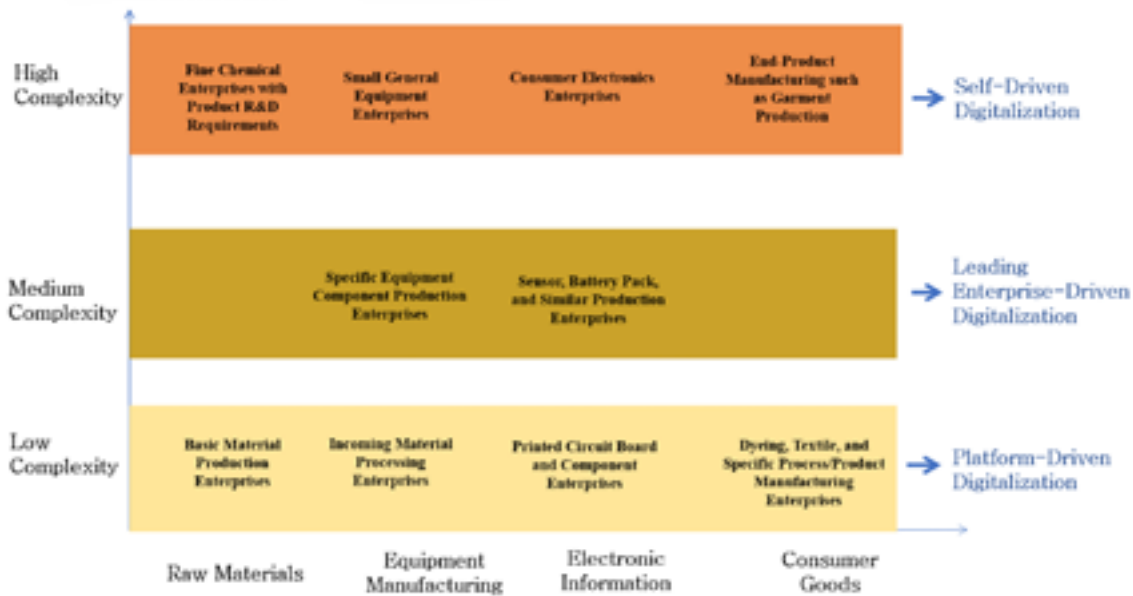 High
Complexity
Fine Chemical
Enterprises with
Product R&D
Requirements
Small General
Equipment
Enterprises
Consumer Electronics
Enterprises
End-Product
Manufacturing such
as Garment
Production
Self-Driven
Digitalization
Medium
Complexity
Specific Equipment
Component Production
Enterprises
Sensor, Battery Pack,
and Similar Production
Enterprises
Leading
Enterprise-Driven
Digitalization
Low
Complexity
Basic Material
Production
Enterprises
Incoming Material
Processing
Enterprises
Printed Circuit Board
and Component
Enterprises
Dyring, Textile, and
Specific Process/Product
Manufacturing
Enterprises
Platform-Driven
Digitalization
Raw Materials
Equipment
Manufacturing
Electronic
Information
Consumer
Goods